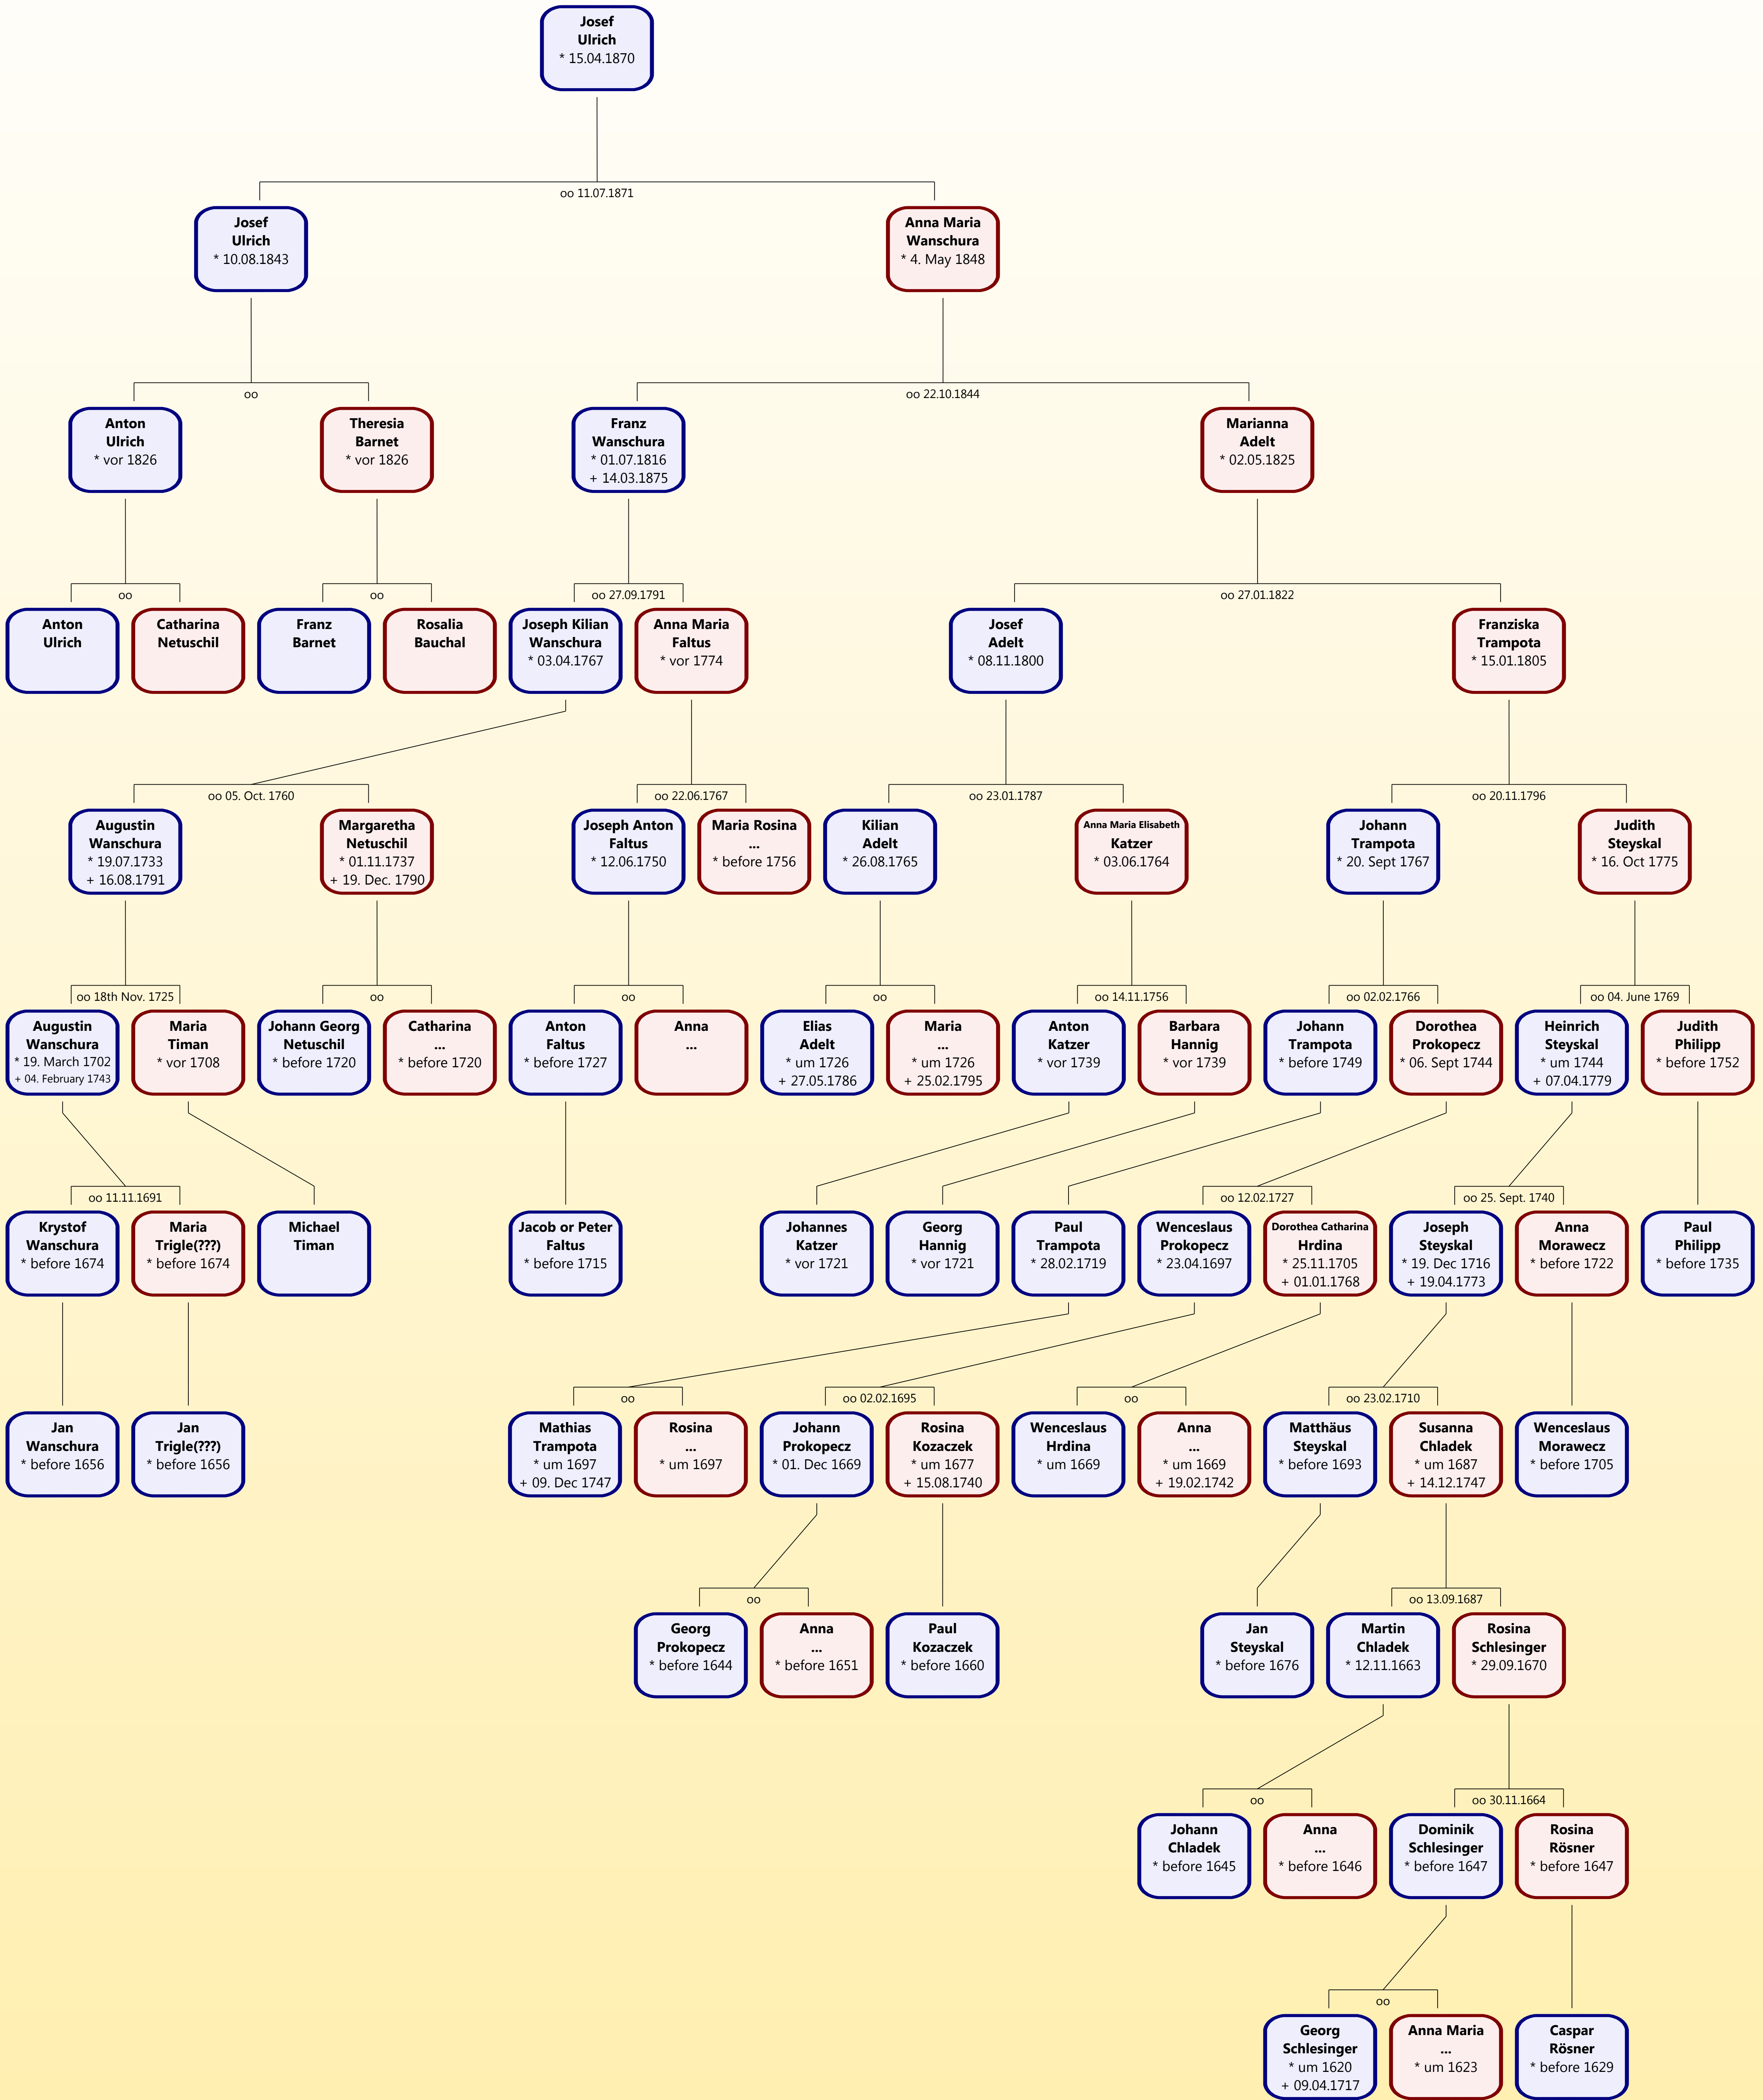 Josef
Ulrich
* 15.04.1870
oo 11.07.1871
Josef
Ulrich
* 10.08.1843
Anna Maria
Wanschura
* 4. May 1848
oo
oo 22.10.1844
Anton
Ulrich
* vor 1826
Theresia
Barnet
* vor 1826
Franz
Wanschura
* 01.07.1816
+ 14.03.1875
Marianna
Adelt
* 02.05.1825
oo
oo
oo 27.09.1791
oo 27.01.1822
Anton
Ulrich
Catharina
Netuschil
Franz
Barnet
Rosalia
Bauchal
Joseph Kilian
Wanschura
* 03.04.1767
Anna Maria
Faltus
* vor 1774
Josef
Adelt
* 08.11.1800
Franziska
Trampota
* 15.01.1805
oo 05. Oct. 1760
oo 22.06.1767
oo 23.01.1787
oo 20.11.1796
Augustin
Wanschura
* 19.07.1733
+ 16.08.1791
Margaretha
Netuschil
* 01.11.1737
+ 19. Dec. 1790
Joseph Anton
Faltus
* 12.06.1750
Maria Rosina
...
* before 1756
Kilian
Adelt
* 26.08.1765
Anna Maria Elisabeth
Katzer
* 03.06.1764
Johann
Trampota
* 20. Sept 1767
Judith
Steyskal
* 16. Oct 1775
oo 18th Nov. 1725
oo
oo
oo
oo 14.11.1756
oo 02.02.1766
oo 04. June 1769
Augustin
Wanschura
* 19. March 1702
+ 04. February 1743
Maria
Timan
* vor 1708
Johann Georg
Netuschil
* before 1720
Catharina
...
* before 1720
Anton
Faltus
* before 1727
Anna
...
Elias
Adelt
* um 1726
+ 27.05.1786
Maria
...
* um 1726
+ 25.02.1795
Anton
Katzer
* vor 1739
Barbara
Hannig
* vor 1739
Johann
Trampota
* before 1749
Dorothea
Prokopecz
* 06. Sept 1744
Heinrich
Steyskal
* um 1744
+ 07.04.1779
Judith
Philipp
* before 1752
oo 11.11.1691
oo 12.02.1727
oo 25. Sept. 1740
Krystof
Wanschura
* before 1674
Maria
Trigle(???)
* before 1674
Michael
Timan
Jacob or Peter
Faltus
* before 1715
Johannes
Katzer
* vor 1721
Georg
Hannig
* vor 1721
Paul
Trampota
* 28.02.1719
Wenceslaus
Prokopecz
* 23.04.1697
Dorothea Catharina
Hrdina
* 25.11.1705
+ 01.01.1768
Joseph
Steyskal
* 19. Dec 1716
+ 19.04.1773
Anna
Morawecz
* before 1722
Paul
Philipp
* before 1735
oo
oo 02.02.1695
oo
oo 23.02.1710
Jan
Wanschura
* before 1656
Jan
Trigle(???)
* before 1656
Mathias
Trampota
* um 1697
+ 09. Dec 1747
Rosina
...
* um 1697
Johann
Prokopecz
* 01. Dec 1669
Rosina
Kozaczek
* um 1677
+ 15.08.1740
Wenceslaus
Hrdina
* um 1669
Anna
...
* um 1669
+ 19.02.1742
Matthäus
Steyskal
* before 1693
Susanna
Chladek
* um 1687
+ 14.12.1747
Wenceslaus
Morawecz
* before 1705
oo
oo 13.09.1687
Georg
Prokopecz
* before 1644
Anna
...
* before 1651
Paul
Kozaczek
* before 1660
Jan
Steyskal
* before 1676
Martin
Chladek
* 12.11.1663
Rosina
Schlesinger
* 29.09.1670
oo
oo 30.11.1664
Johann
Chladek
* before 1645
Anna
...
* before 1646
Dominik
Schlesinger
* before 1647
Rosina
Rösner
* before 1647
oo
Georg
Schlesinger
* um 1620
+ 09.04.1717
Anna Maria
...
* um 1623
Caspar
Rösner
* before 1629